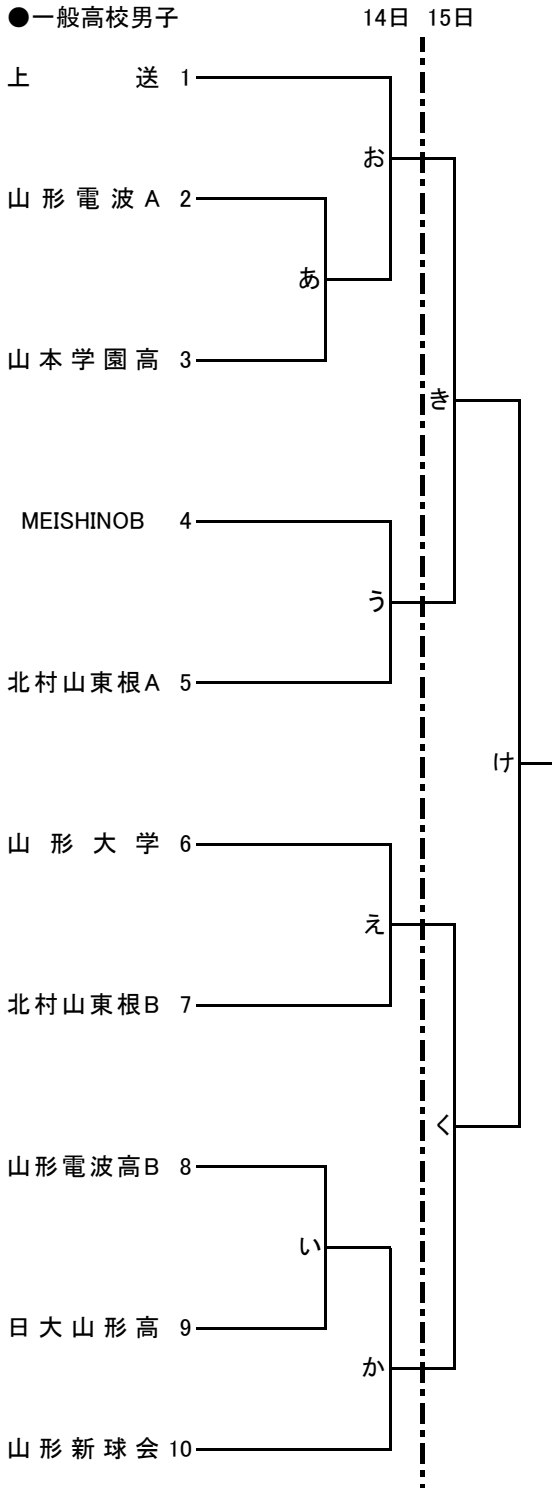 ●一般高校男子 14日 15日
上送 1
お
山形電波A 2
あ
山本学園高 3
き
MEISHINOB 4
う
北村山東根A 5
け
山形大学 6
え
北村山東根B 7
く
山形電波高B 8
い
日大山形高 9
か
山形新球会 10